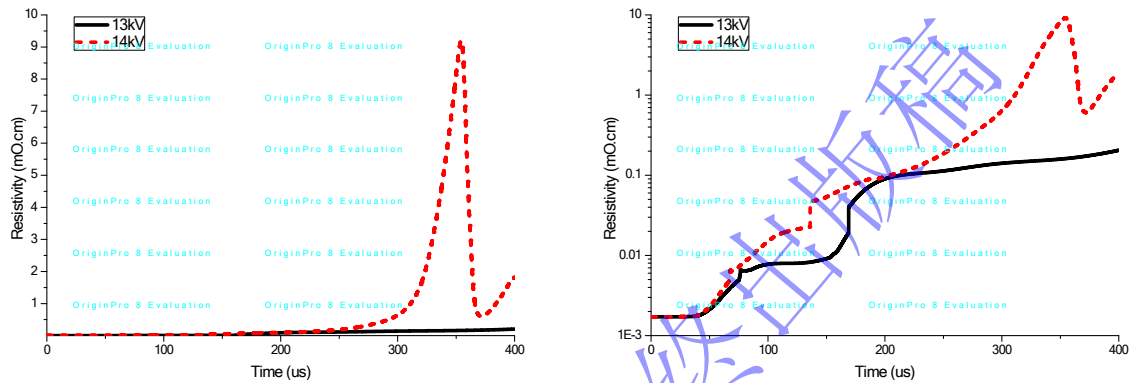 10
9
8
7
6
5
4
3
2
1
Resistivity (mO.cm)
13kV
14kV
OriginPro 8 Evaluation OriginPro 8 Evaluation
OriginPro 8 Evaluation OriginPro 8 Evaluation
OriginPro 8 Evaluation OriginPro 8 Evaluation
OriginPro 8 Evaluation OriginPro 8 Evaluation
OriginPro 8 Evaluation OriginPro 8 Evaluation
OriginPro 8 Evaluation OriginPro 8 Evaluation
0 100 200 300 400
Time (us)
10
1
0.1
0.01
1E-3
Resistivity (mO.cm)
13kV
14kV
OriginPro 8 Evaluation OriginPro 8 Evaluation
OriginPro 8 Evaluation OriginPro 8 Evaluation
OriginPro 8 Evaluation OriginPro 8 Evaluation
OriginPro 8 Evaluation OriginPro 8 Evaluation
OriginPro 8 Evaluation OriginPro 8 Evaluation
OriginPro 8 Evaluation OriginPro 8 Evaluation
0 100 200 300 400
Time (us)